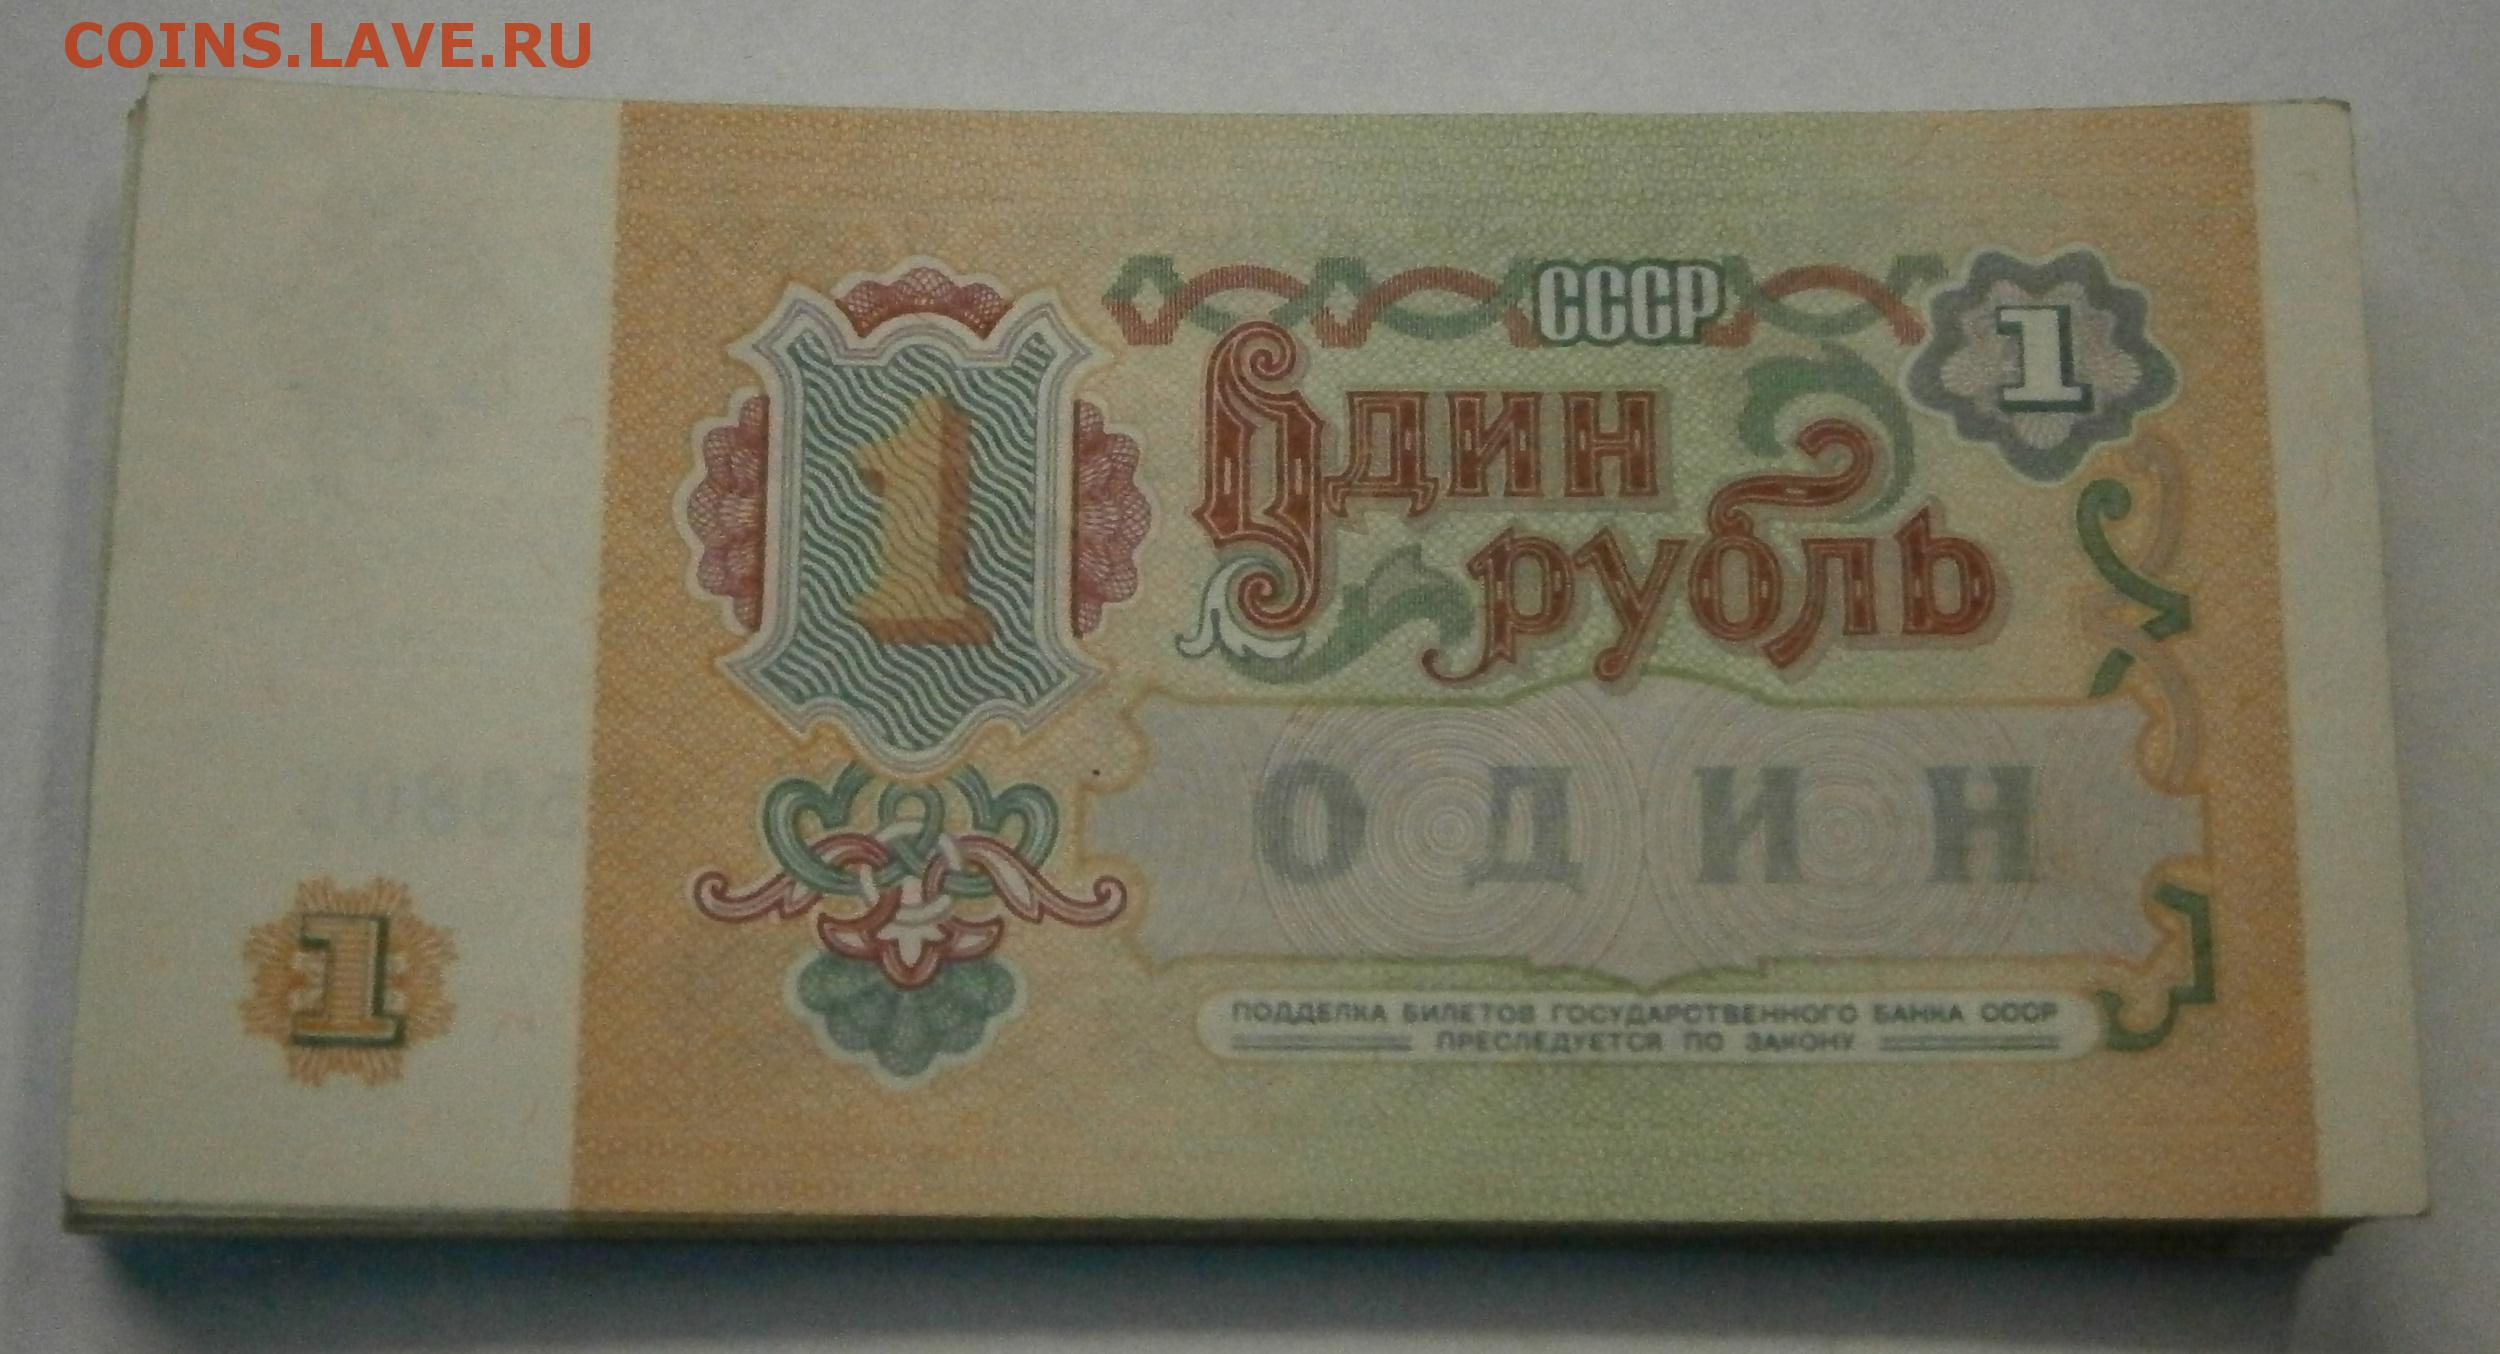 COINS.LAVE.RU
СССР
1
1
Один
рубль
ОДИН
1
ПОДДЕЛКА БИЛЕТОВ ГОСУДАРСТВЕННОГО БАНКА СССР
ПРЕСЛЕДУЕТСЯ ПО ЗАКОНУ